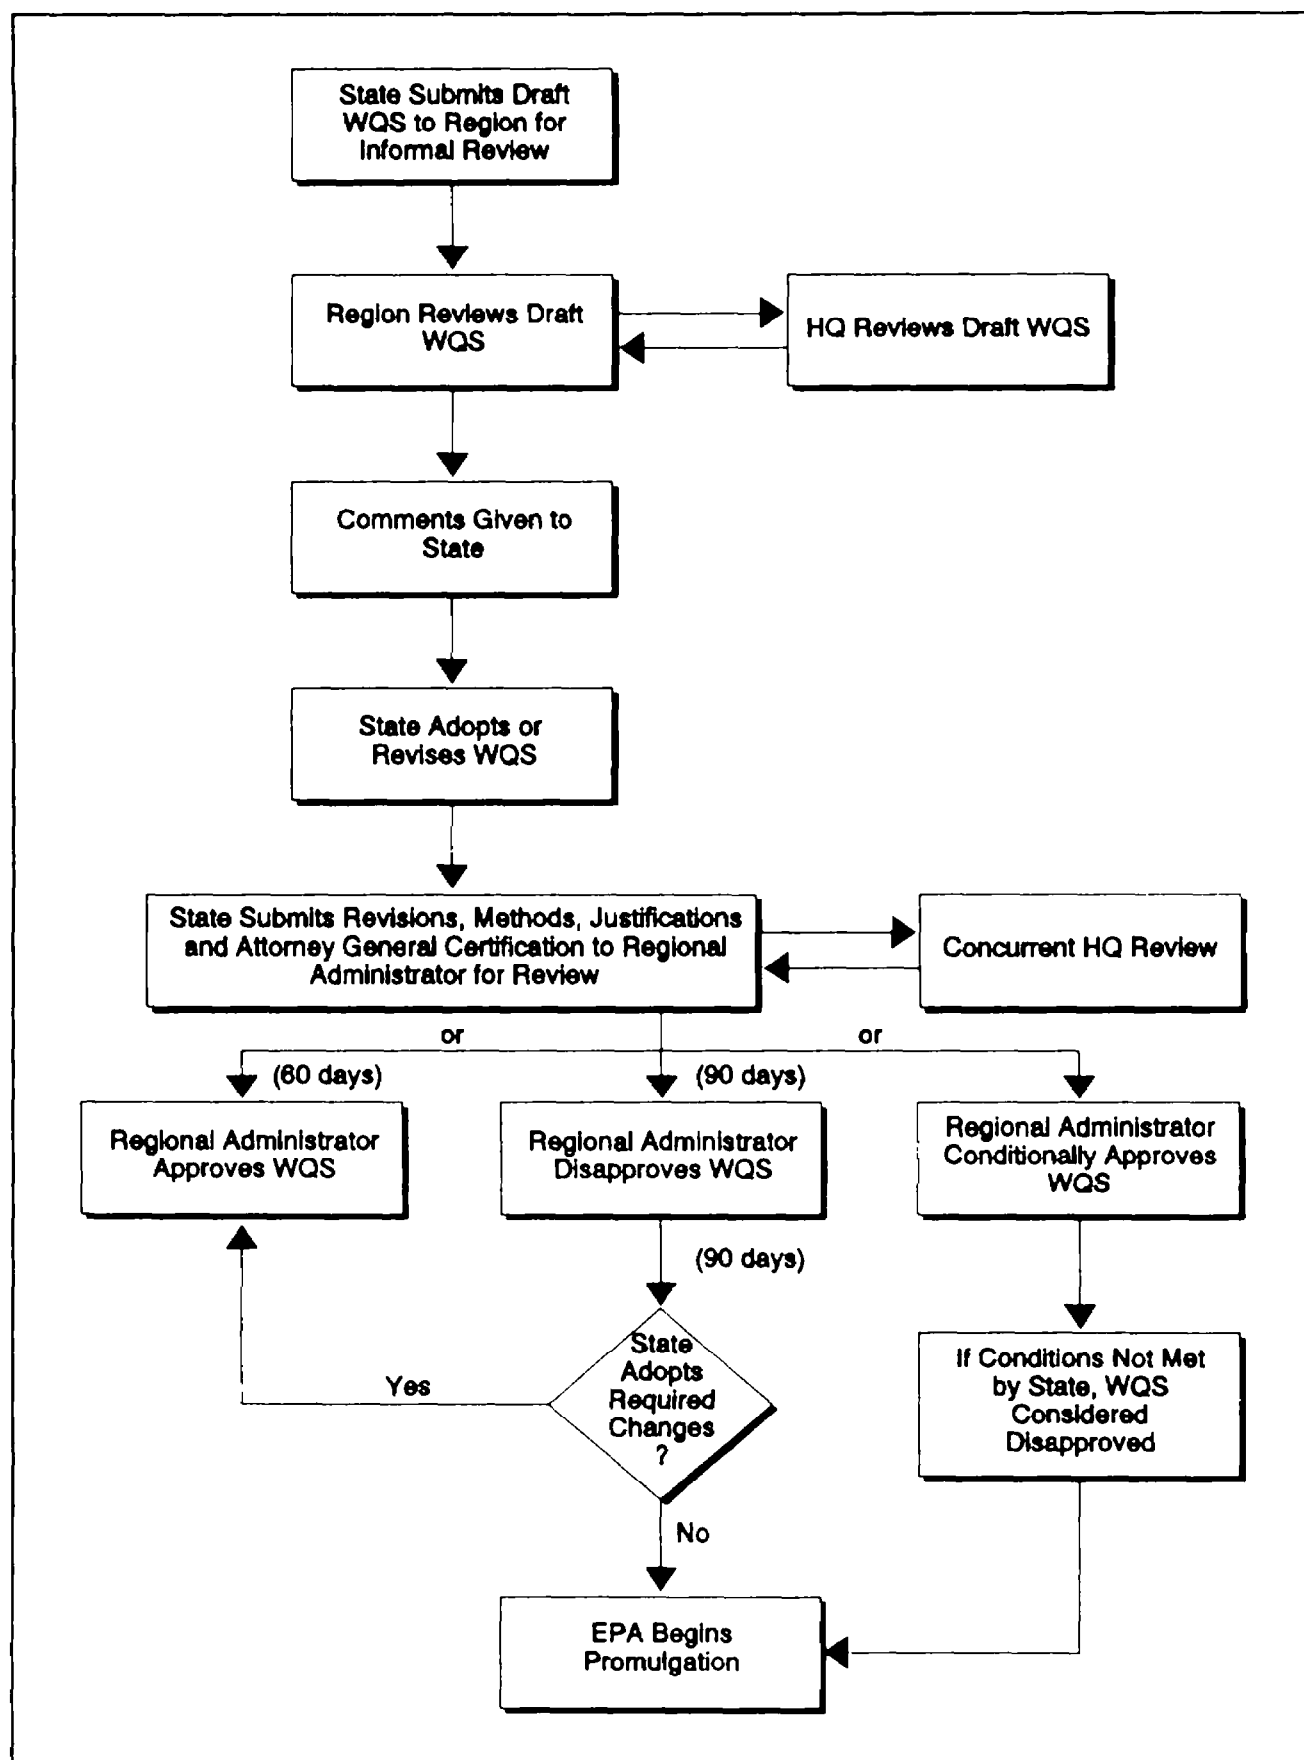 State Submits Draft
WQS to Region for
Informal Review
Region Reviews Draft
WQS
HQ Reviews Draft WQS
Comments Given to
State
State Adopts or
Revises WQS
State Submits Revisions, Methods, Justifications
and Attorney General Certification to Regional
Administrator for Review
Concurrent HQ Review
or
or
(60 days)
(90 days)
Regional Administrator
Approves WQS
Regional Administrator
Disapproves WQS
Regional Administrator
Conditionally Approves
WQS
(90 days)
State
Adopts
Required
Changes
?
Yes
If Conditions Not Met
by State, WQS
Considered
Disapproved
No
EPA Begins
Promulgation